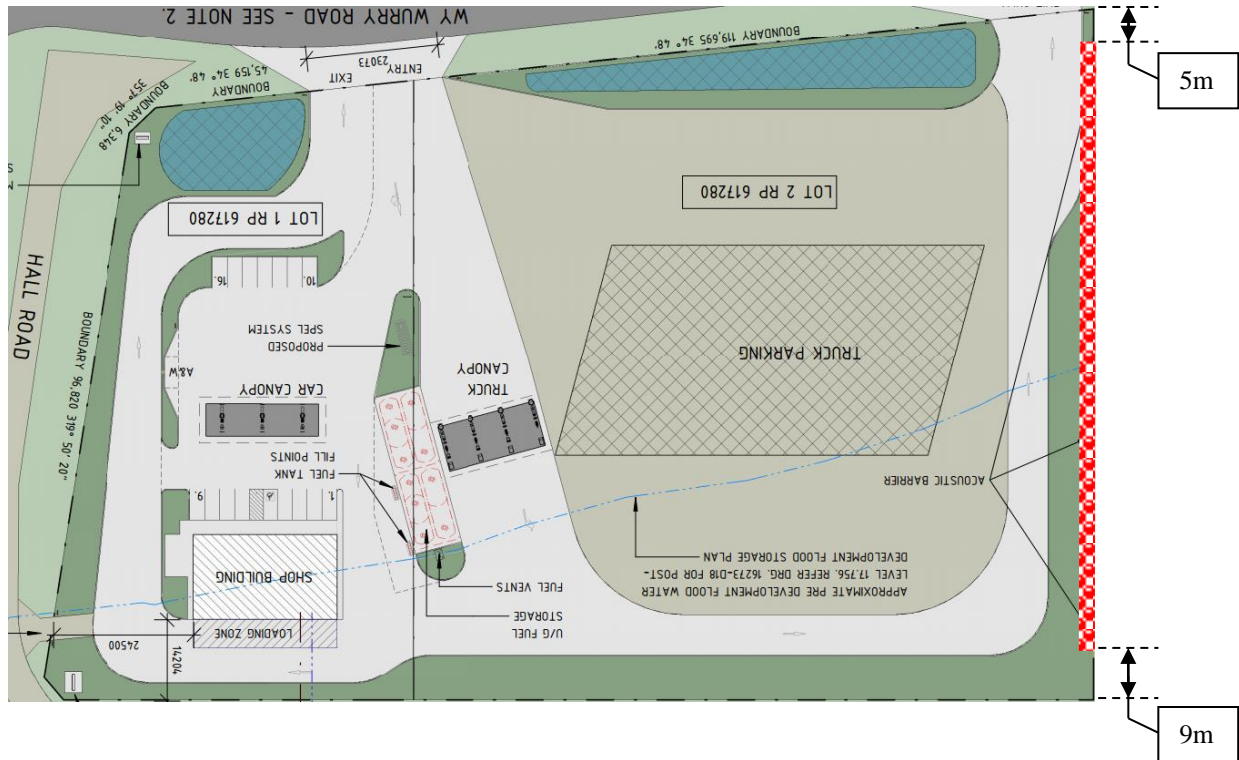 WY WURRY ROAD - SEE NOTE 2.
5m
BOUNDARY 119,695 34° 48'
23073
ENTRY
EXIT
BOUNDARY
45,159 34° 48'
BOUNDARY 6,348
357° 19' 10"
LOT 1 RP 617280
LOT 2 RP 617280
HALL ROAD
BOUNDARY 96,820 319° 50' 20"
16.
10.
PROPOSED
SPEL SYSTEM
A&W
CAR CANOPY
TRUCK
CANOPY
TRUCK PARKING
FUEL TANK
FILL POINTS
9.
1.
ACOUSTIC BARRIER
SHOP BUILDING
LOADING ZONE
24500
14204
FUEL VENTS
U/G FUEL
STORAGE
APPROXIMATE PRE DEVELOPMENT FLOOD WATER
LEVEL 17.756. REFER DRG. 16273-D18 FOR POST-
DEVELOPMENT FLOOD STORAGE PLAN
9m